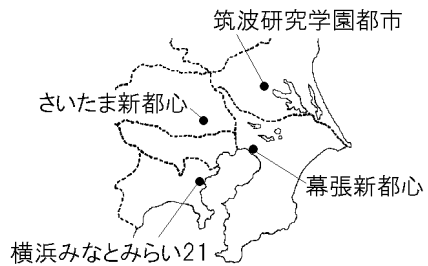 筑波研究学園都市
さいたま新都心
幕張新都心
横浜みなとみらい21